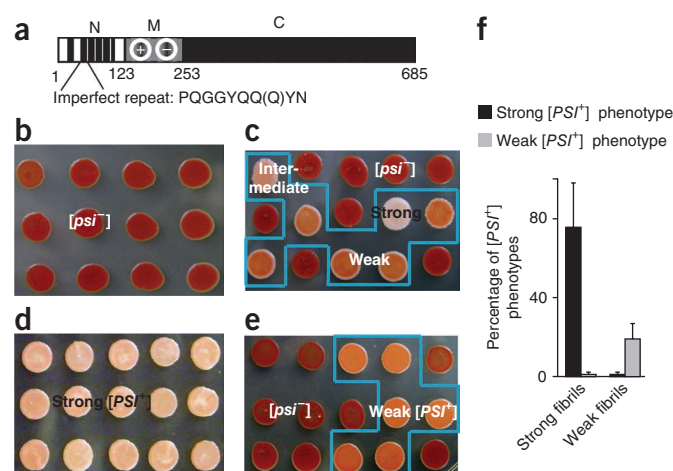 a
N M C
+ −
1 123 253 685
Imperfect repeat: PQGGYQQ(Q)YN
b
[psi−]
c
Inter-
mediate
[psi−]
Strong
Weak
d
Strong [PSI+]
e
[psi−]
Weak [PSI+]
f
Strong [PSI+] phenotype
Weak [PSI+] phenotype
Percentage of [PSI+]
phenotypes
80
40
0
Strong fibrils
Weak fibrils